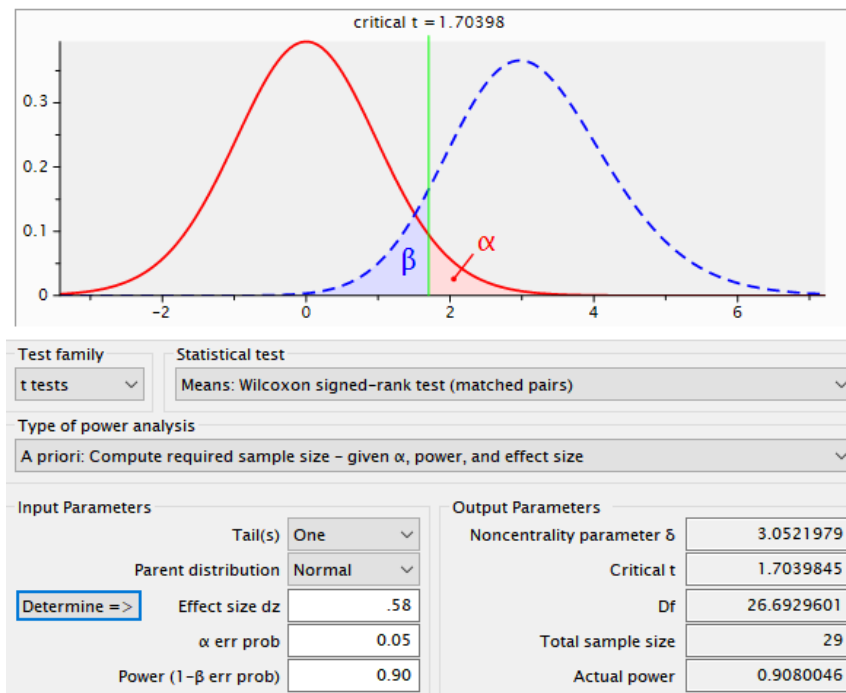 critical t = 1.70398
0.3
0.2
0.1
0
β
α
-2 0 2 4 6
Test family
Statistical test
t tests
Means: Wilcoxon signed-rank test (matched pairs)
Type of power analysis
A priori: Compute required sample size - given α, power, and effect size
Input Parameters
Tail(s) One
Parent distribution Normal
Determine => Effect size dz .58
α err prob 0.05
Power (1-β err prob) 0.90
Output Parameters
Noncentrality parameter δ 3.0521979
Critical t 1.7039845
Df 26.6929601
Total sample size 29
Actual power 0.9080046